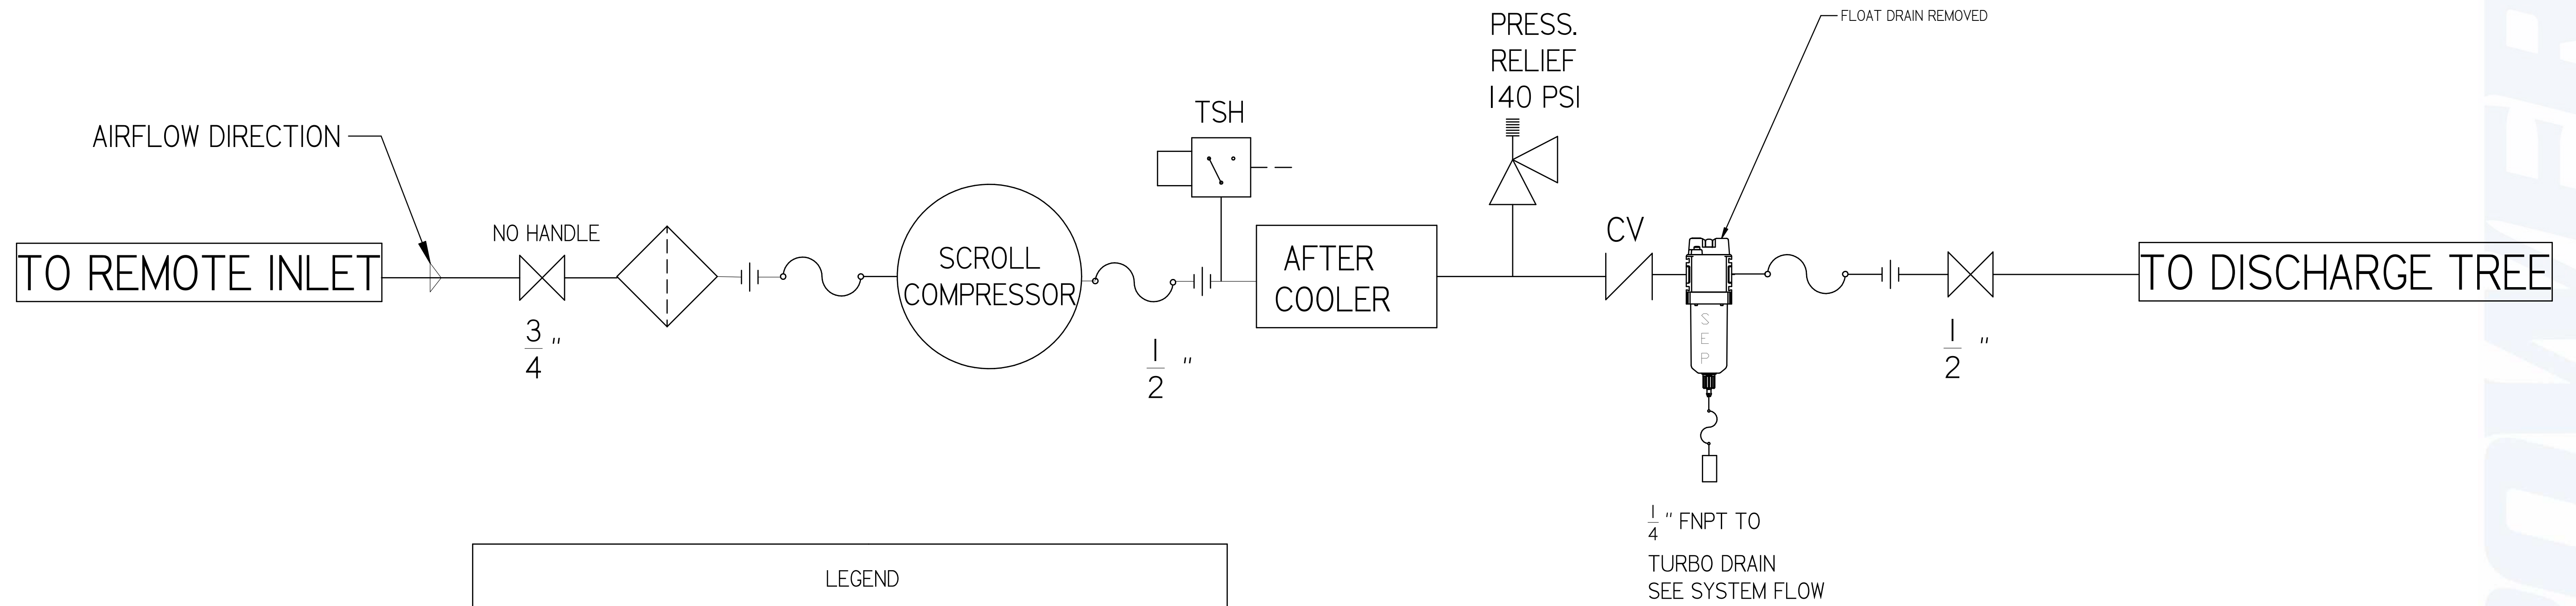 PRESS.
RELIEF
140 PSI
FLOAT DRAIN REMOVED
TSH
AIRFLOW DIRECTION
NO HANDLE
CV
TO REMOTE INLET
SCROLL
COMPRESSOR
AFTER
COOLER
SEP
TO DISCHARGE TREE
3/4 "
1/2 "
1/2 "
1/4 " FNPT TO
TURBO DRAIN
SEE SYSTEM FLOW
LEGEND